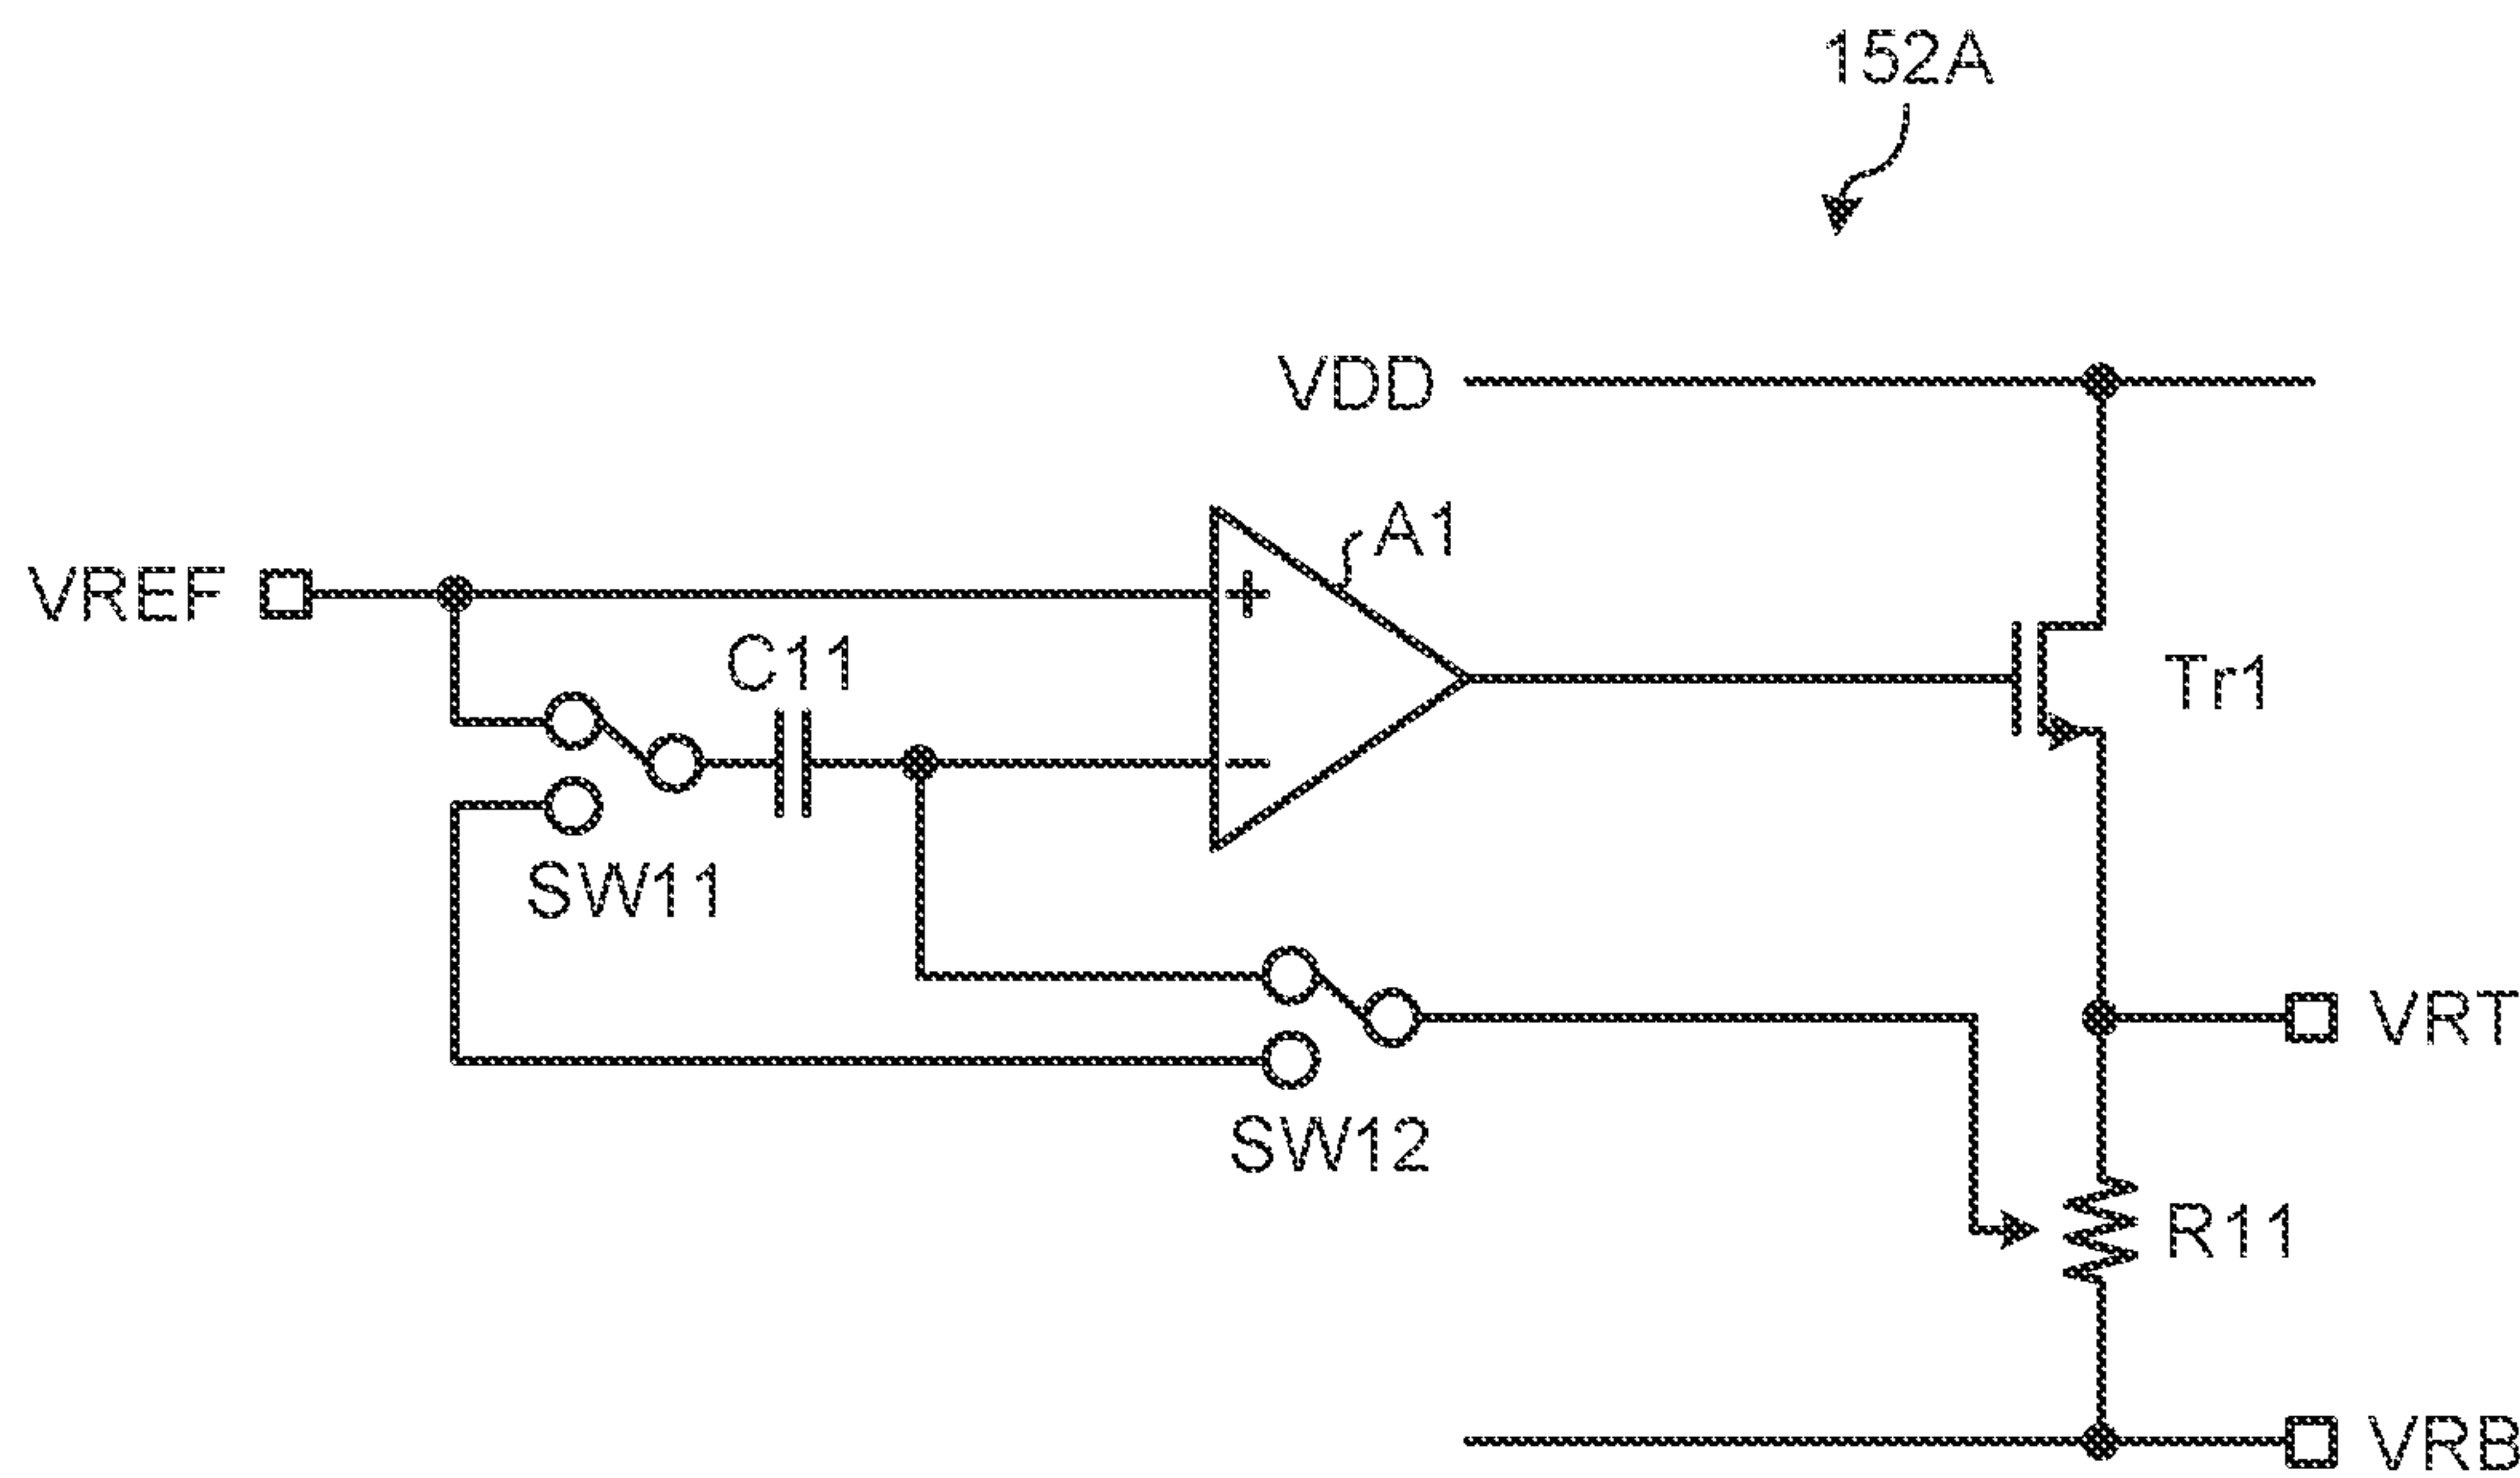 152A
VDD
A1
VREF
+
C11
Tr1
−
SW11
VRT
SW12
R11
VRB